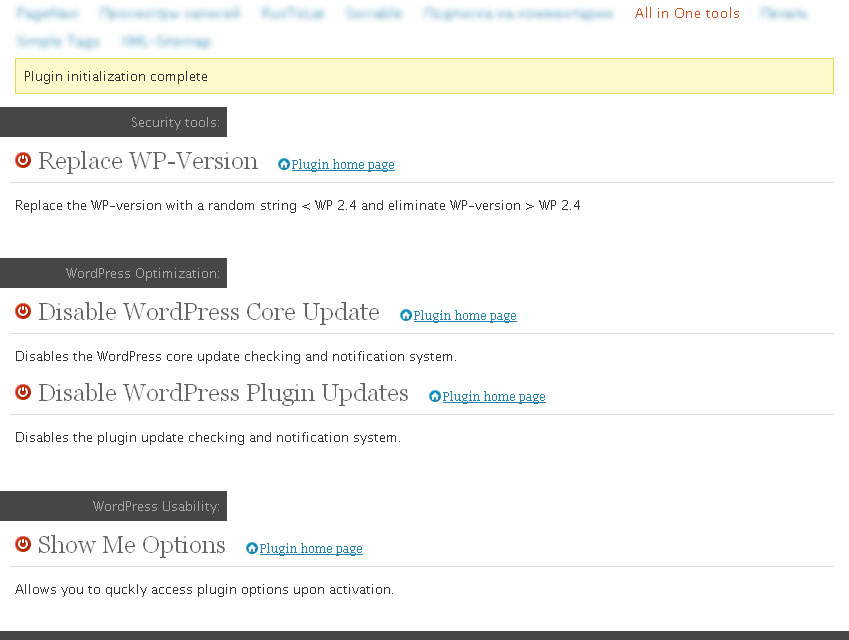 PageNavi Просмотры записей RusToLat Sociable Подписка на комментарии All in One tools Печать
Simple Tags XML-Sitemap
Plugin initialization complete
Security tools:
Replace WP-Version Plugin home page
Replace the WP-version with a random string < WP 2.4 and eliminate WP-version > WP 2.4
WordPress Optimization:
Disable WordPress Core Update Plugin home page
Disables the WordPress core update checking and notification system.
Disable WordPress Plugin Updates Plugin home page
Disables the plugin update checking and notification system.
WordPress Usability:
Show Me Options Plugin home page
Allows you to quckly access plugin options upon activation.